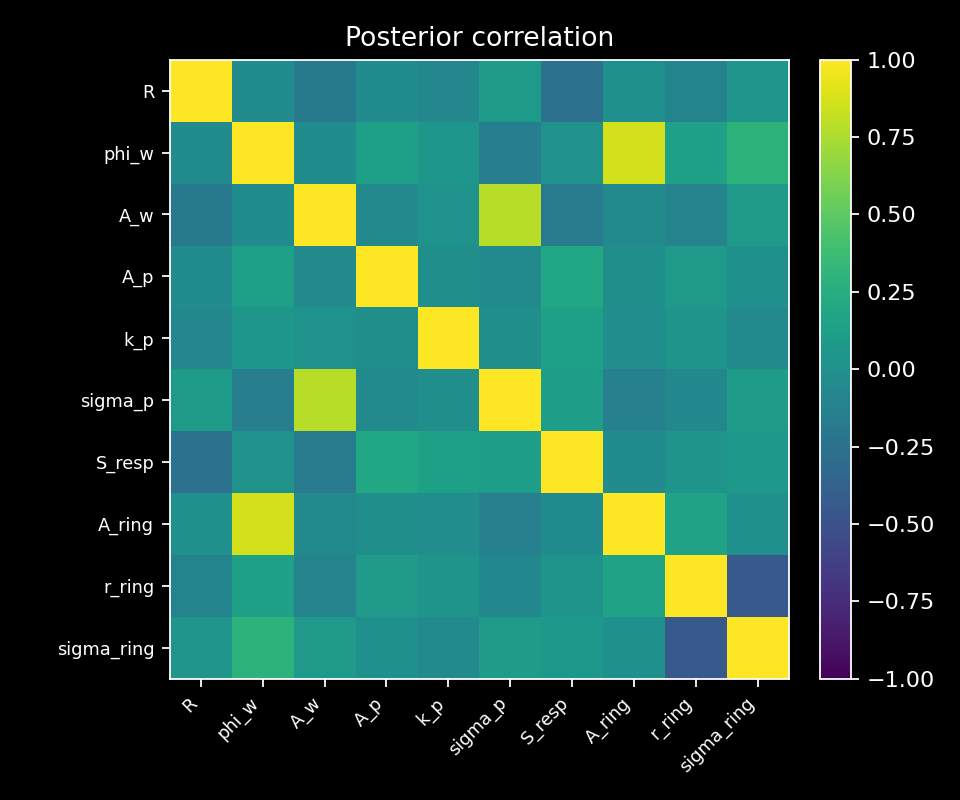 Posterior correlation
R
phi_w
A_w
A_p
k_p
sigma_p
S_resp
A_ring
r_ring
sigma_ring
R
phi_w
A_w
A_p
k_p
sigma_p
S_resp
A_ring
r_ring
sigma_ring
1.00
0.75
0.50
0.25
0.00
−0.25
−0.50
−0.75
−1.00